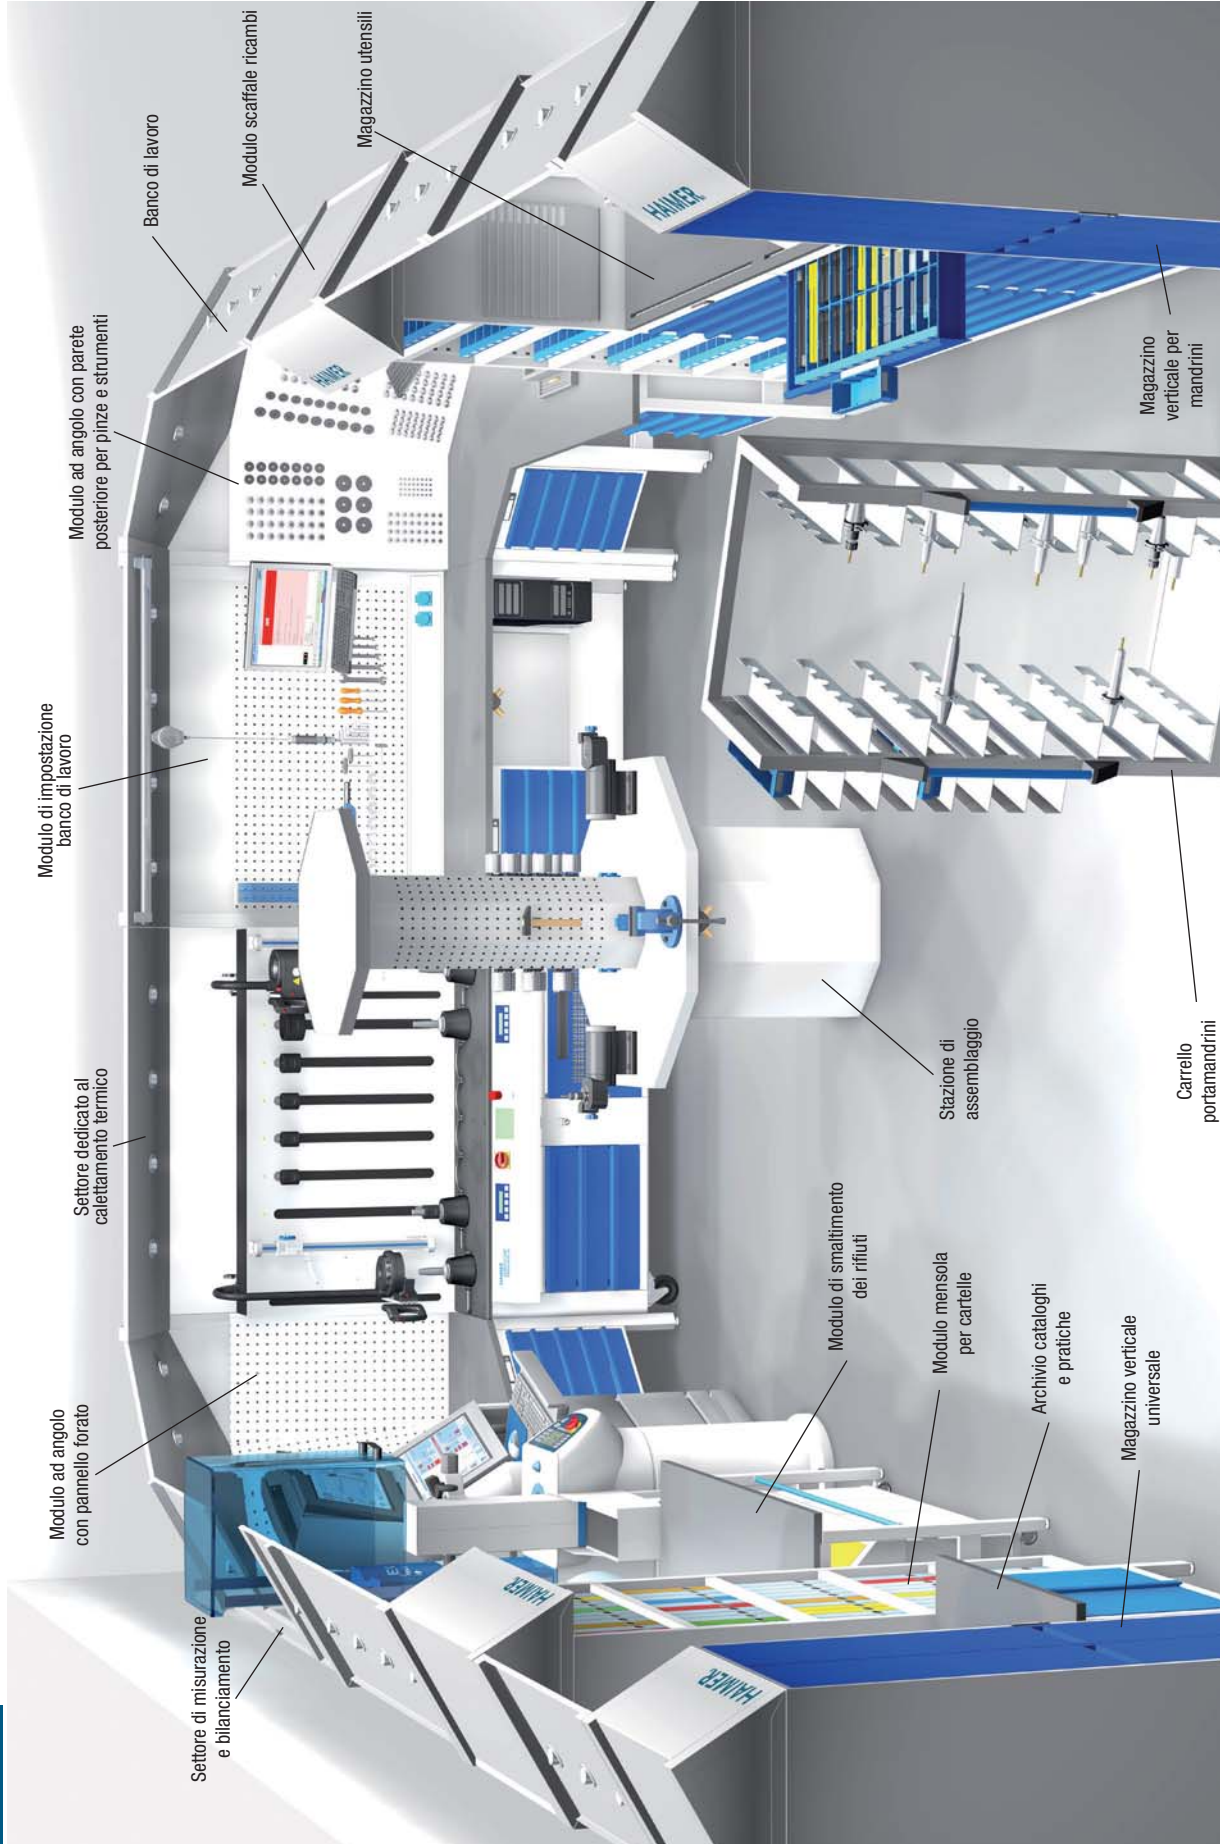 Settore di misurazione
e bilanciamento
Modulo ad angolo
con pannello forato
Settore dedicato al
calettamento termico
Modulo di impostazione
banco di lavoro
Modulo ad angolo con parete
posteriore per pinze e strumenti
Banco di lavoro
Modulo scaffale ricambi
Magazzino utensili
HAIMER
HAIMER
HAIMER
HAIMER
Magazzino verticale
universale
Archivio cataloghi
e pratiche
Modulo mensola
per cartelle
Modulo di smaltimento
dei rifiuti
Stazione di
assemblaggio
Carrello
portamandrini
Magazzino
verticale per
mandrini